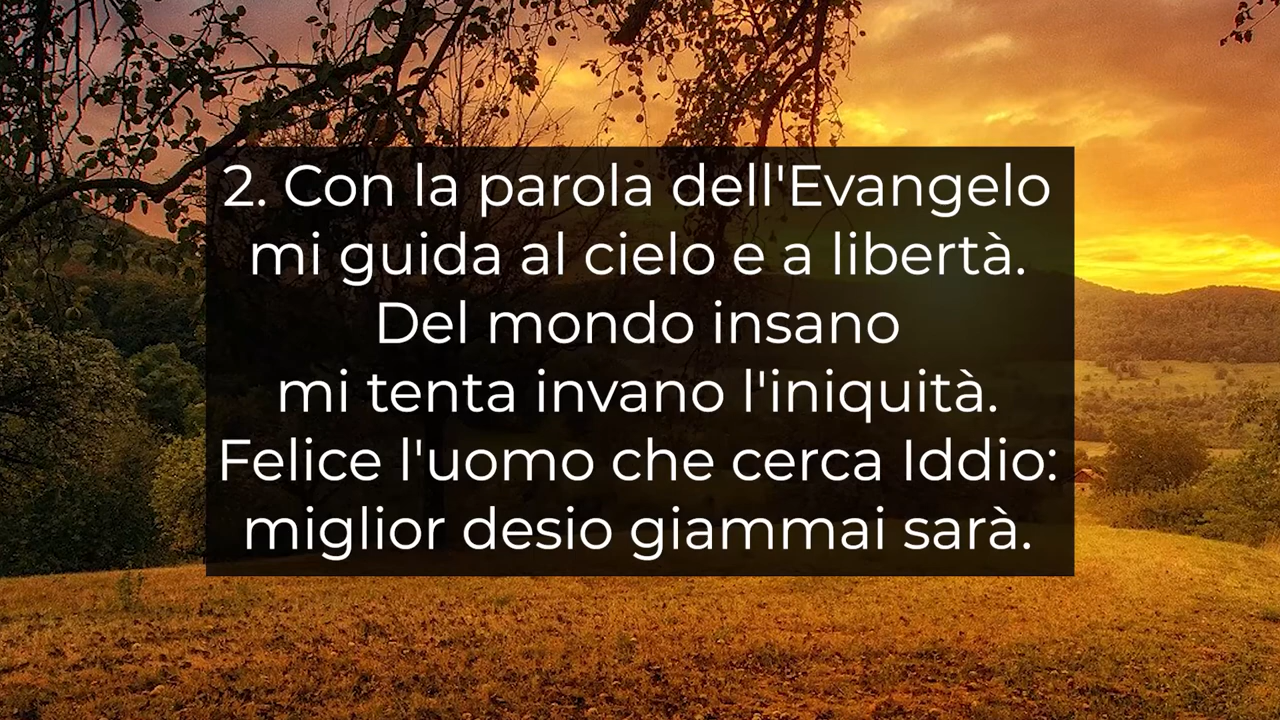 2. Con la parola dell'Evangelo
mi guida al cielo e a libertà.
Del mondo insano
mi tenta invano l'iniquità.
Felice l'uomo che cerca Iddio:
miglior desio giammai sarà.